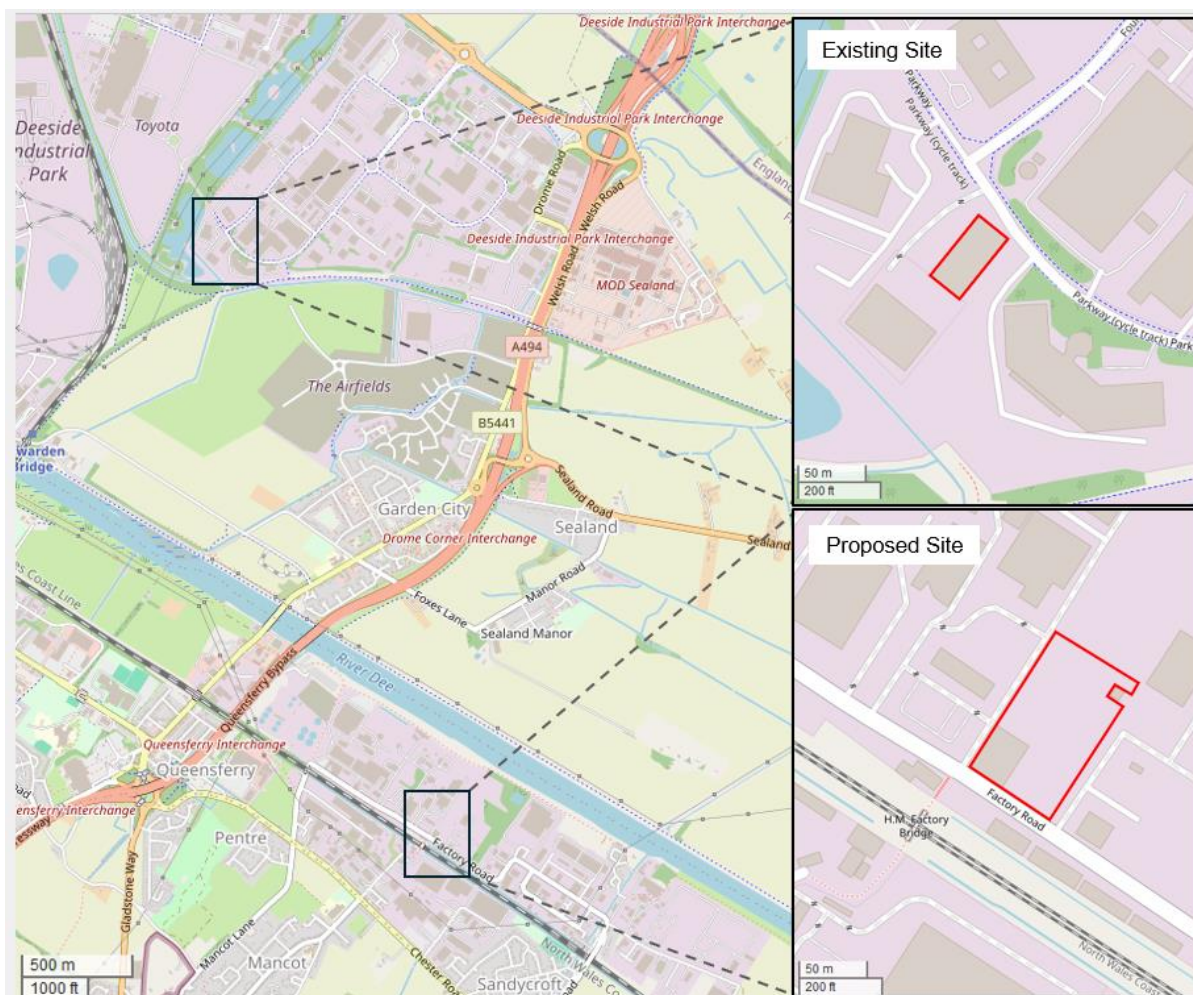 Deeside Industrial Park Interchange
Existing Site
Toyota
Deeside
Industrial
Park
Deeside Industrial Park Interchange
England
Drome Road
Welsh Road
Deeside Industrial Park Interchange
Welsh Road
MOD Sealand
A494
The Airfields
B5441
Parkway
Parkway (cycle track)
Parkway (cycle track)
50 m
200 ft
Garden City
Sealand Road
Sealand
Sealand
Drome Corner Interchange
Manor Road
Foxes Lane
Sealand Manor
River Dee
Queensferry Bypass
Queensferry Interchange
Queensferry
Pentre
Factory Road
Gladstone Way
Mancot Lane
Mancot
Chester Road
Sandycroft
500 m
1000 ft
Proposed Site
Factory Road
H.M. Factory
Bridge
North Wales Coast
50 m
200 ft